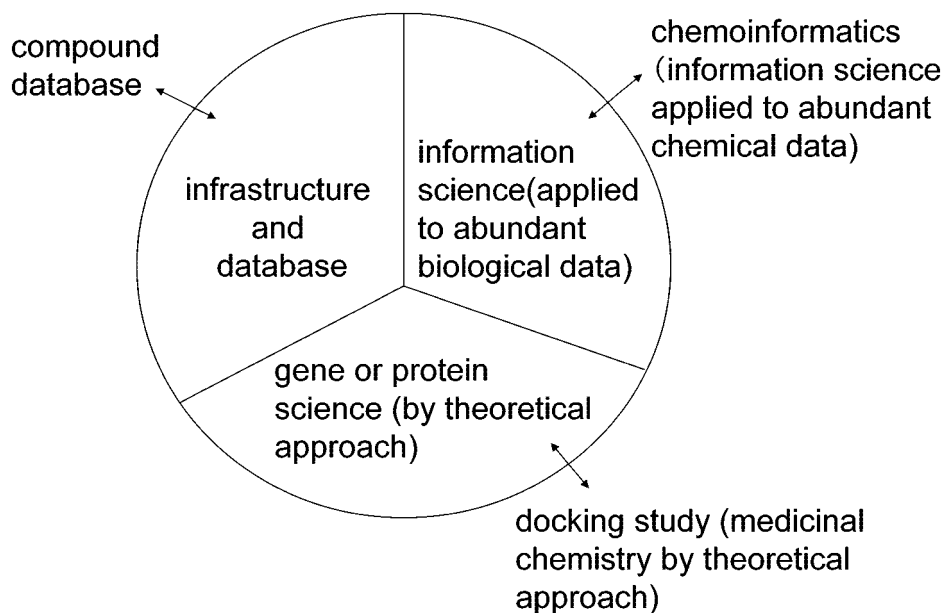 compound
database
chemoinformatics
（information science
applied to abundant
chemical data)
infrastructure
and
database
information
science(applied
to abundant
biological data)
gene or protein
science (by theoretical
approach)
docking study (medicinal
chemistry by theoretical
approach)